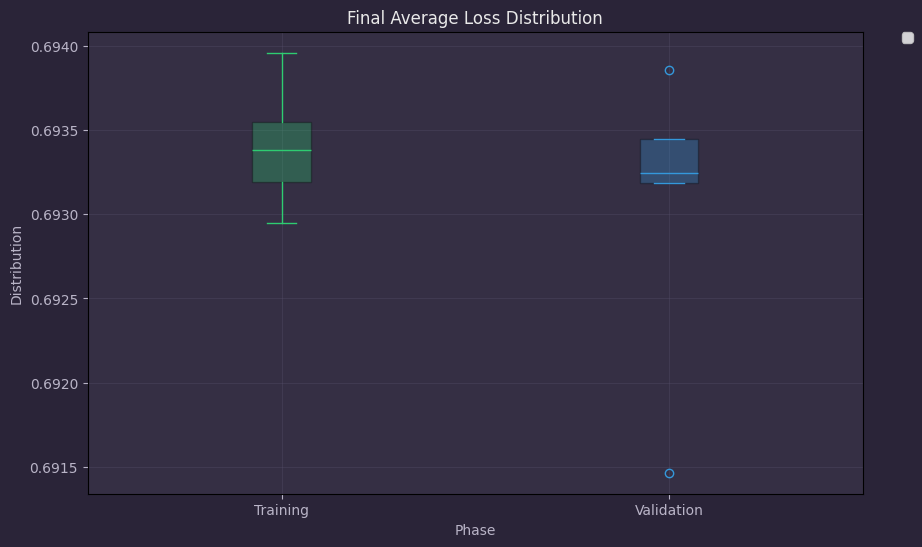 Final Average Loss Distribution
0.6940
0.6935
0.6930
0.6925
0.6920
0.6915
Distribution
Training
Validation
Phase